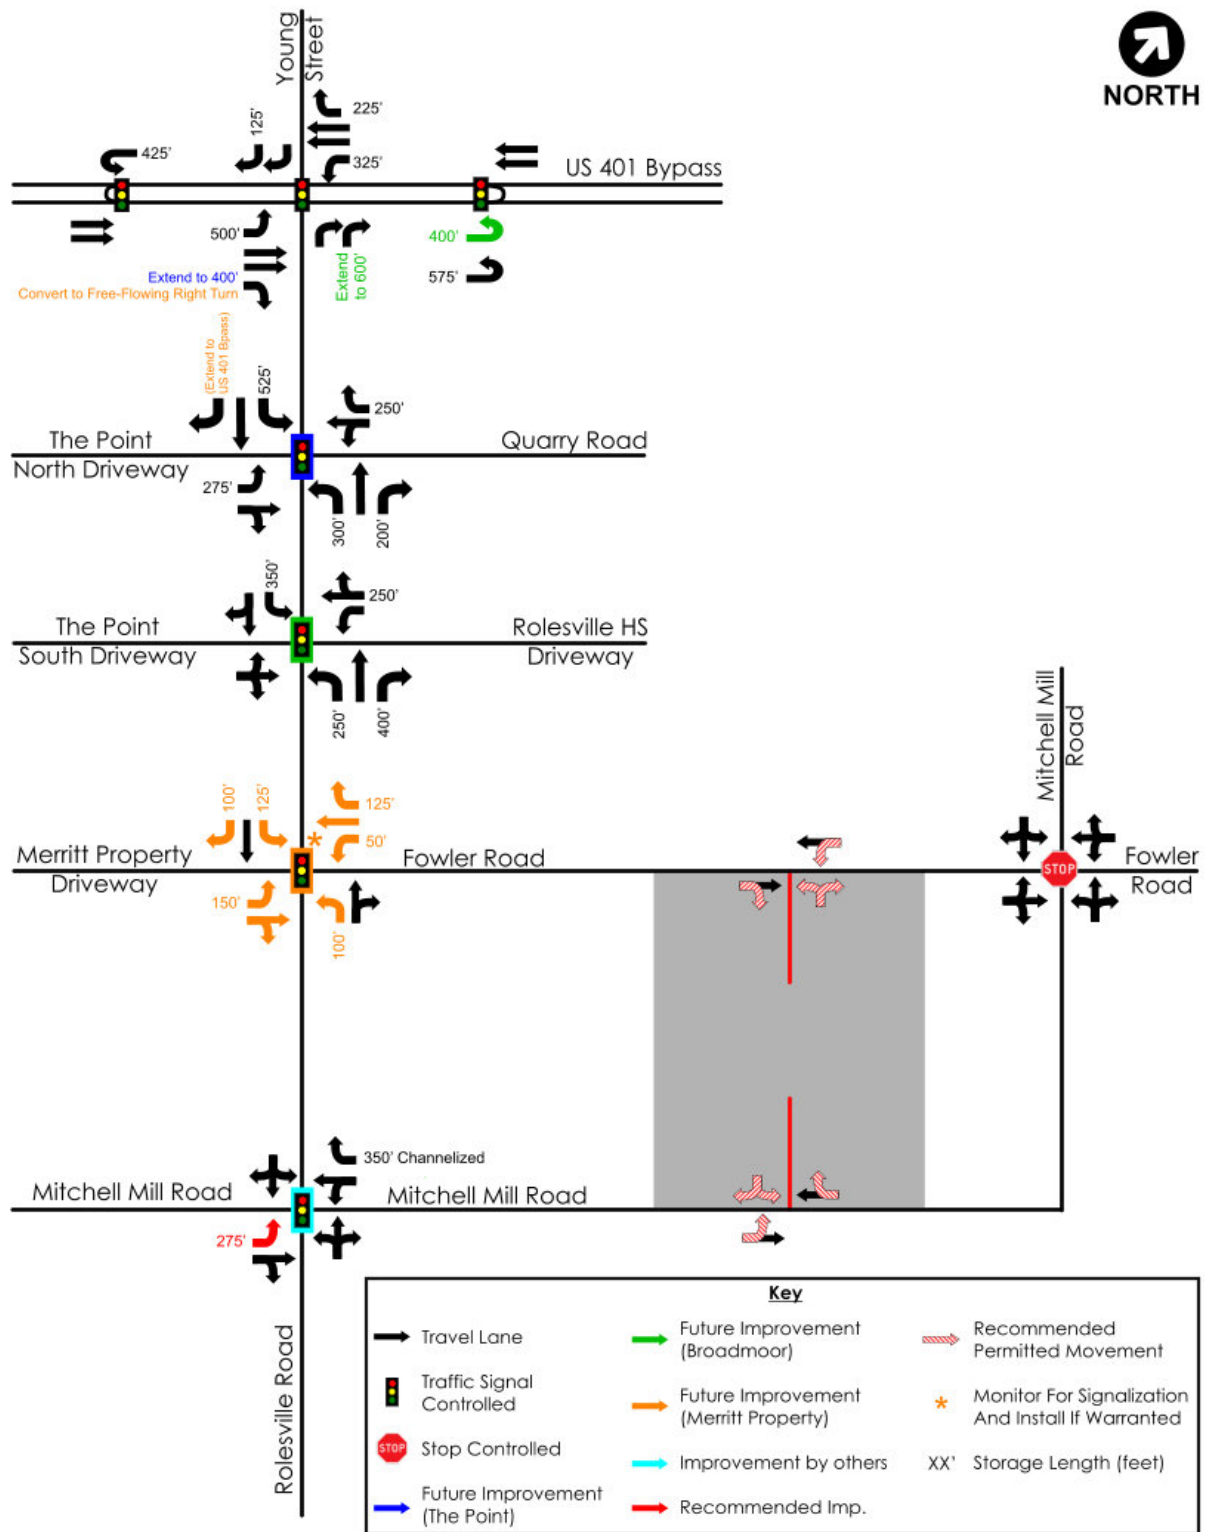 Young
Street
NORTH
225'
125'
425'
325'
US 401 Bypass
500'
400'
Extend to 400'
Convert to Free-Flowing Right Turn
Extend
to 600'
575'
(Extend to
US 401 Bpass)
525'
250'
The Point
North Driveway
Quarry Road
275'
300'
200'
350'
250'
The Point
South Driveway
Rolesville HS
Driveway
250'
400'
Mitchell Mill
Road
100'
125'
125'
*
50'
Merritt Property
Driveway
Fowler Road
STOP
Fowler
Road
150'
100'
350' Channelized
Mitchell Mill Road
Mitchell Mill Road
275'
Rolesville Road
Key
Travel Lane
Traffic Signal
Controlled
STOP
Stop Controlled
Future Improvement
(The Point)
Future Improvement
(Broadmoor)
Future Improvement
(Merritt Property)
Improvement by others
Recommended Imp.
Recommended
Permitted Movement
* Monitor For Signalization
And Install If Warranted
XX' Storage Length (feet)